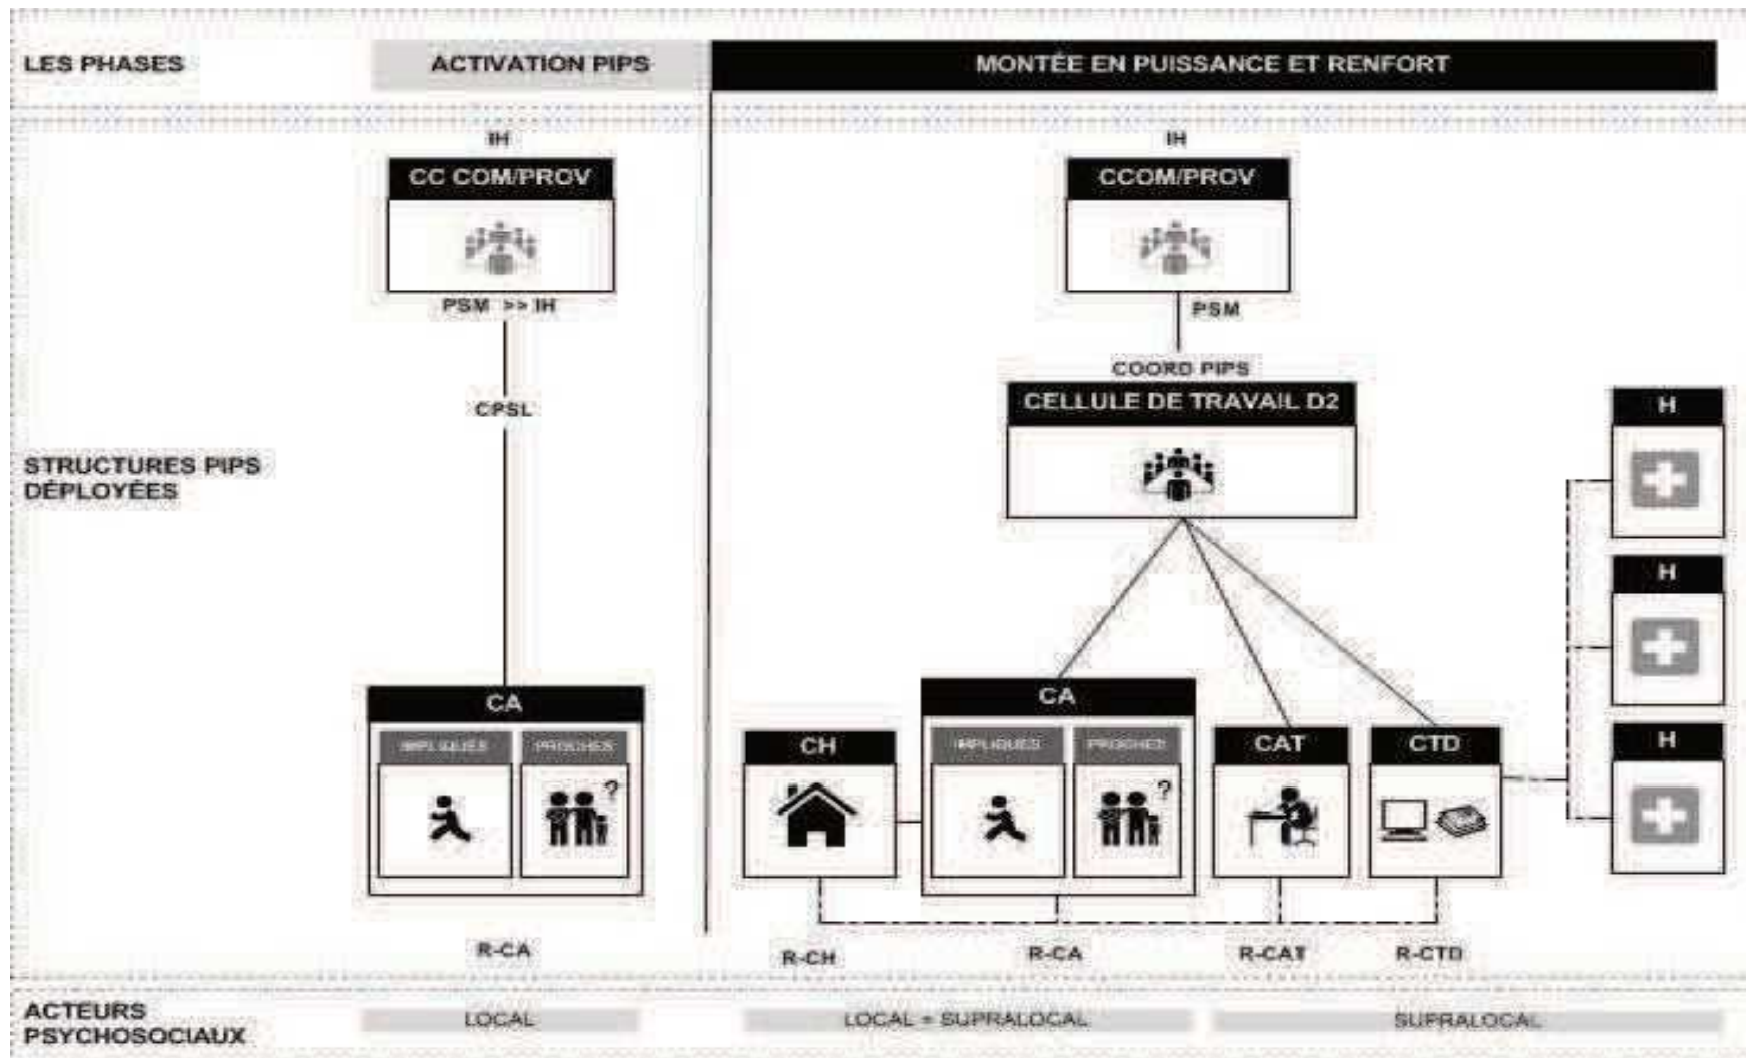 LES PHASES
ACTIVATION PIPS
MONTÉE EN PUISSANCE ET RENFORT
IH
CC COM/PROV
PSM >> IH
CPSL
IH
CCOM/PROV
PSM
COORD PIPS
CELLULE DE TRAVAIL D2
STRUCTURES PIPS
DÉPLOYÉES
H
H
H
CA
IMPLIQUÉS
PROCHES
?
R-CA
CH
CA
IMPLIQUES
PROCHES
?
CAT
CTD
R-CH
R-CA
R-CAT
R-CTD
ACTEURS
PSYCHOSOCIAUX
LOCAL
LOCAL + SUPRALOCAL
SUPRALOCAL